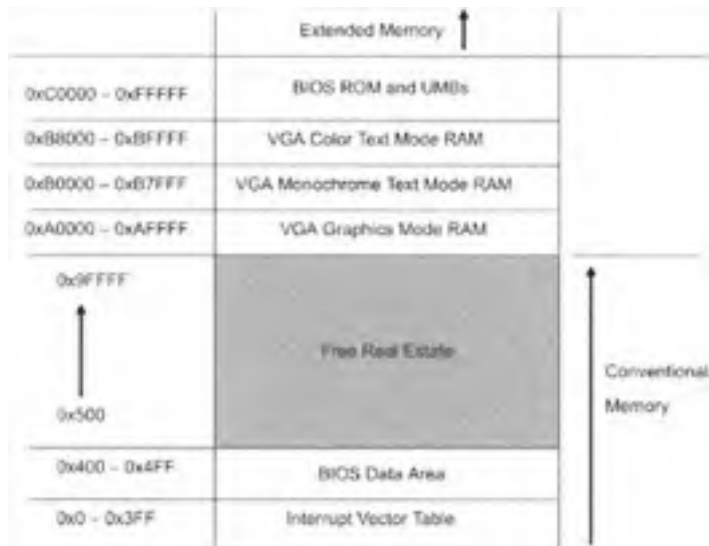 Extended Memory
0xC0000 – 0xFFFFF
BIOS ROM and UMBs
0xB8000 – 0xBFFFF
VGA Color Text Mode RAM
0xB0000 – 0xB7FFF
VGA Monochrome Text Mode RAM
0xA0000 – 0xAFFFF
VGA Graphics Mode RAM
0x9FFFF
Free Real Estate
0x500
Conventional
Memory
0x400 – 0x4FF
BIOS Data Area
0x0 – 0x3FF
Interrupt Vector Table